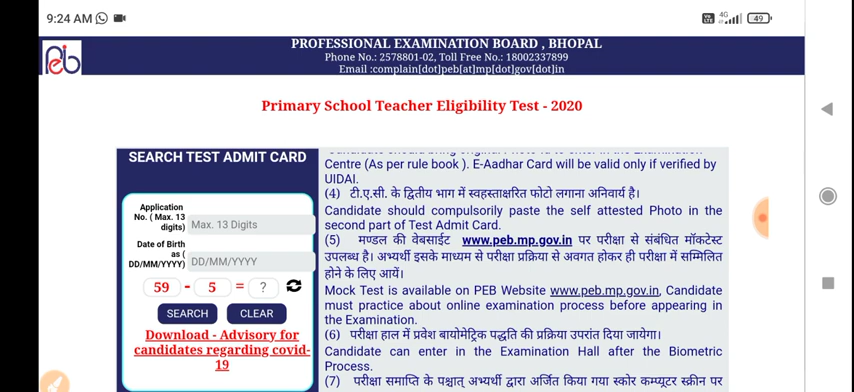 9:24 AM
4G
49
Peb
PROFESSIONAL EXAMINATION BOARD , BHOPAL
Phone No.: 2578801-02, Toll Free No.: 18002337899
Email :complain[dot]peb[at]mp[dot]gov[dot]in
Primary School Teacher Eligibility Test - 2020
SEARCH TEST ADMIT CARD
Application
No. ( Max. 13
digits)
Max. 13 Digits
Date of Birth
as (
DD/MM/YYYY)
DD/MM/YYYY
59 - 5 = ?
SEARCH
CLEAR
Download - Advisory for
candidates regarding covid-
19
Centre (As per rule book ). E-Aadhar Card will be valid only if verified by
UIDAI.
(4) टी.ए.सी. के द्वितीय भाग में स्वहस्ताक्षरित फोटो लगाना अनिवार्य है।
Candidate should compulsorily paste the self attested Photo in the
second part of Test Admit Card.
(5) मण्डल की वेबसाईट www.peb.mp.gov.in पर परीक्षा से संबंधित मॉकटेस्ट
उपलब्ध है। अभ्यर्थी इसके माध्यम से परीक्षा प्रक्रिया से अवगत होकर ही परीक्षा में सम्मिलित
होने के लिए आयें।
Mock Test is available on PEB Website www.peb.mp.gov.in, Candidate
must practice about online examination process before appearing in
the Examination.
(6) परीक्षा हाल में प्रवेश बायोमेट्रिक पद्धति की प्रक्रिया उपरांत दिया जायेगा।
Candidate can enter in the Examination Hall after the Biometric
Process.
(7) परीक्षा समाप्ति के पश्चात् अभ्यर्थी द्वारा अर्जित किया गया स्कोर कम्प्यूटर स्क्रीन पर